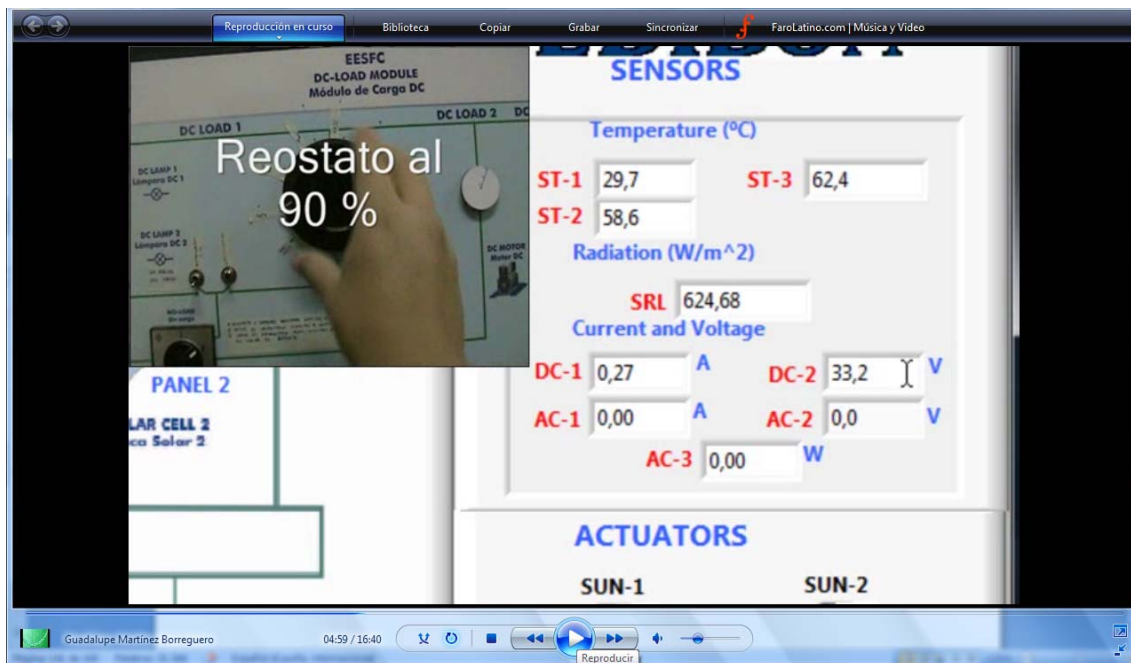 Reproducción en curso
Biblioteca
Copiar
Grabar
Sincronizar
FaroLatino.com | Música y Video
EESFC
DC-LOAD MODULE
Módulo de Carga DC
DC LOAD 1
DC LOAD 2
DC
DC LAMP 1
Lámpara DC 1
DC LAMP 2
Lámpara DC 2
DC MOTOR
Motor DC
Reostato al
90 %
EDIBON
SENSORS
Temperature (ºC)
ST-1 29,7
ST-3 62,4
ST-2 58,6
Radiation (W/m^2)
SRL 624,68
Current and Voltage
DC-1 0,27 A
DC-2 33,2 V
AC-1 0,00 A
AC-2 0,0 V
AC-3 0,00 W
PANEL 2
LAR CELL 2
ca Solar 2
ACTUATORS
SUN-1
SUN-2
Guadalupe Martínez Borreguero
04:59 / 16:40
Reproducir